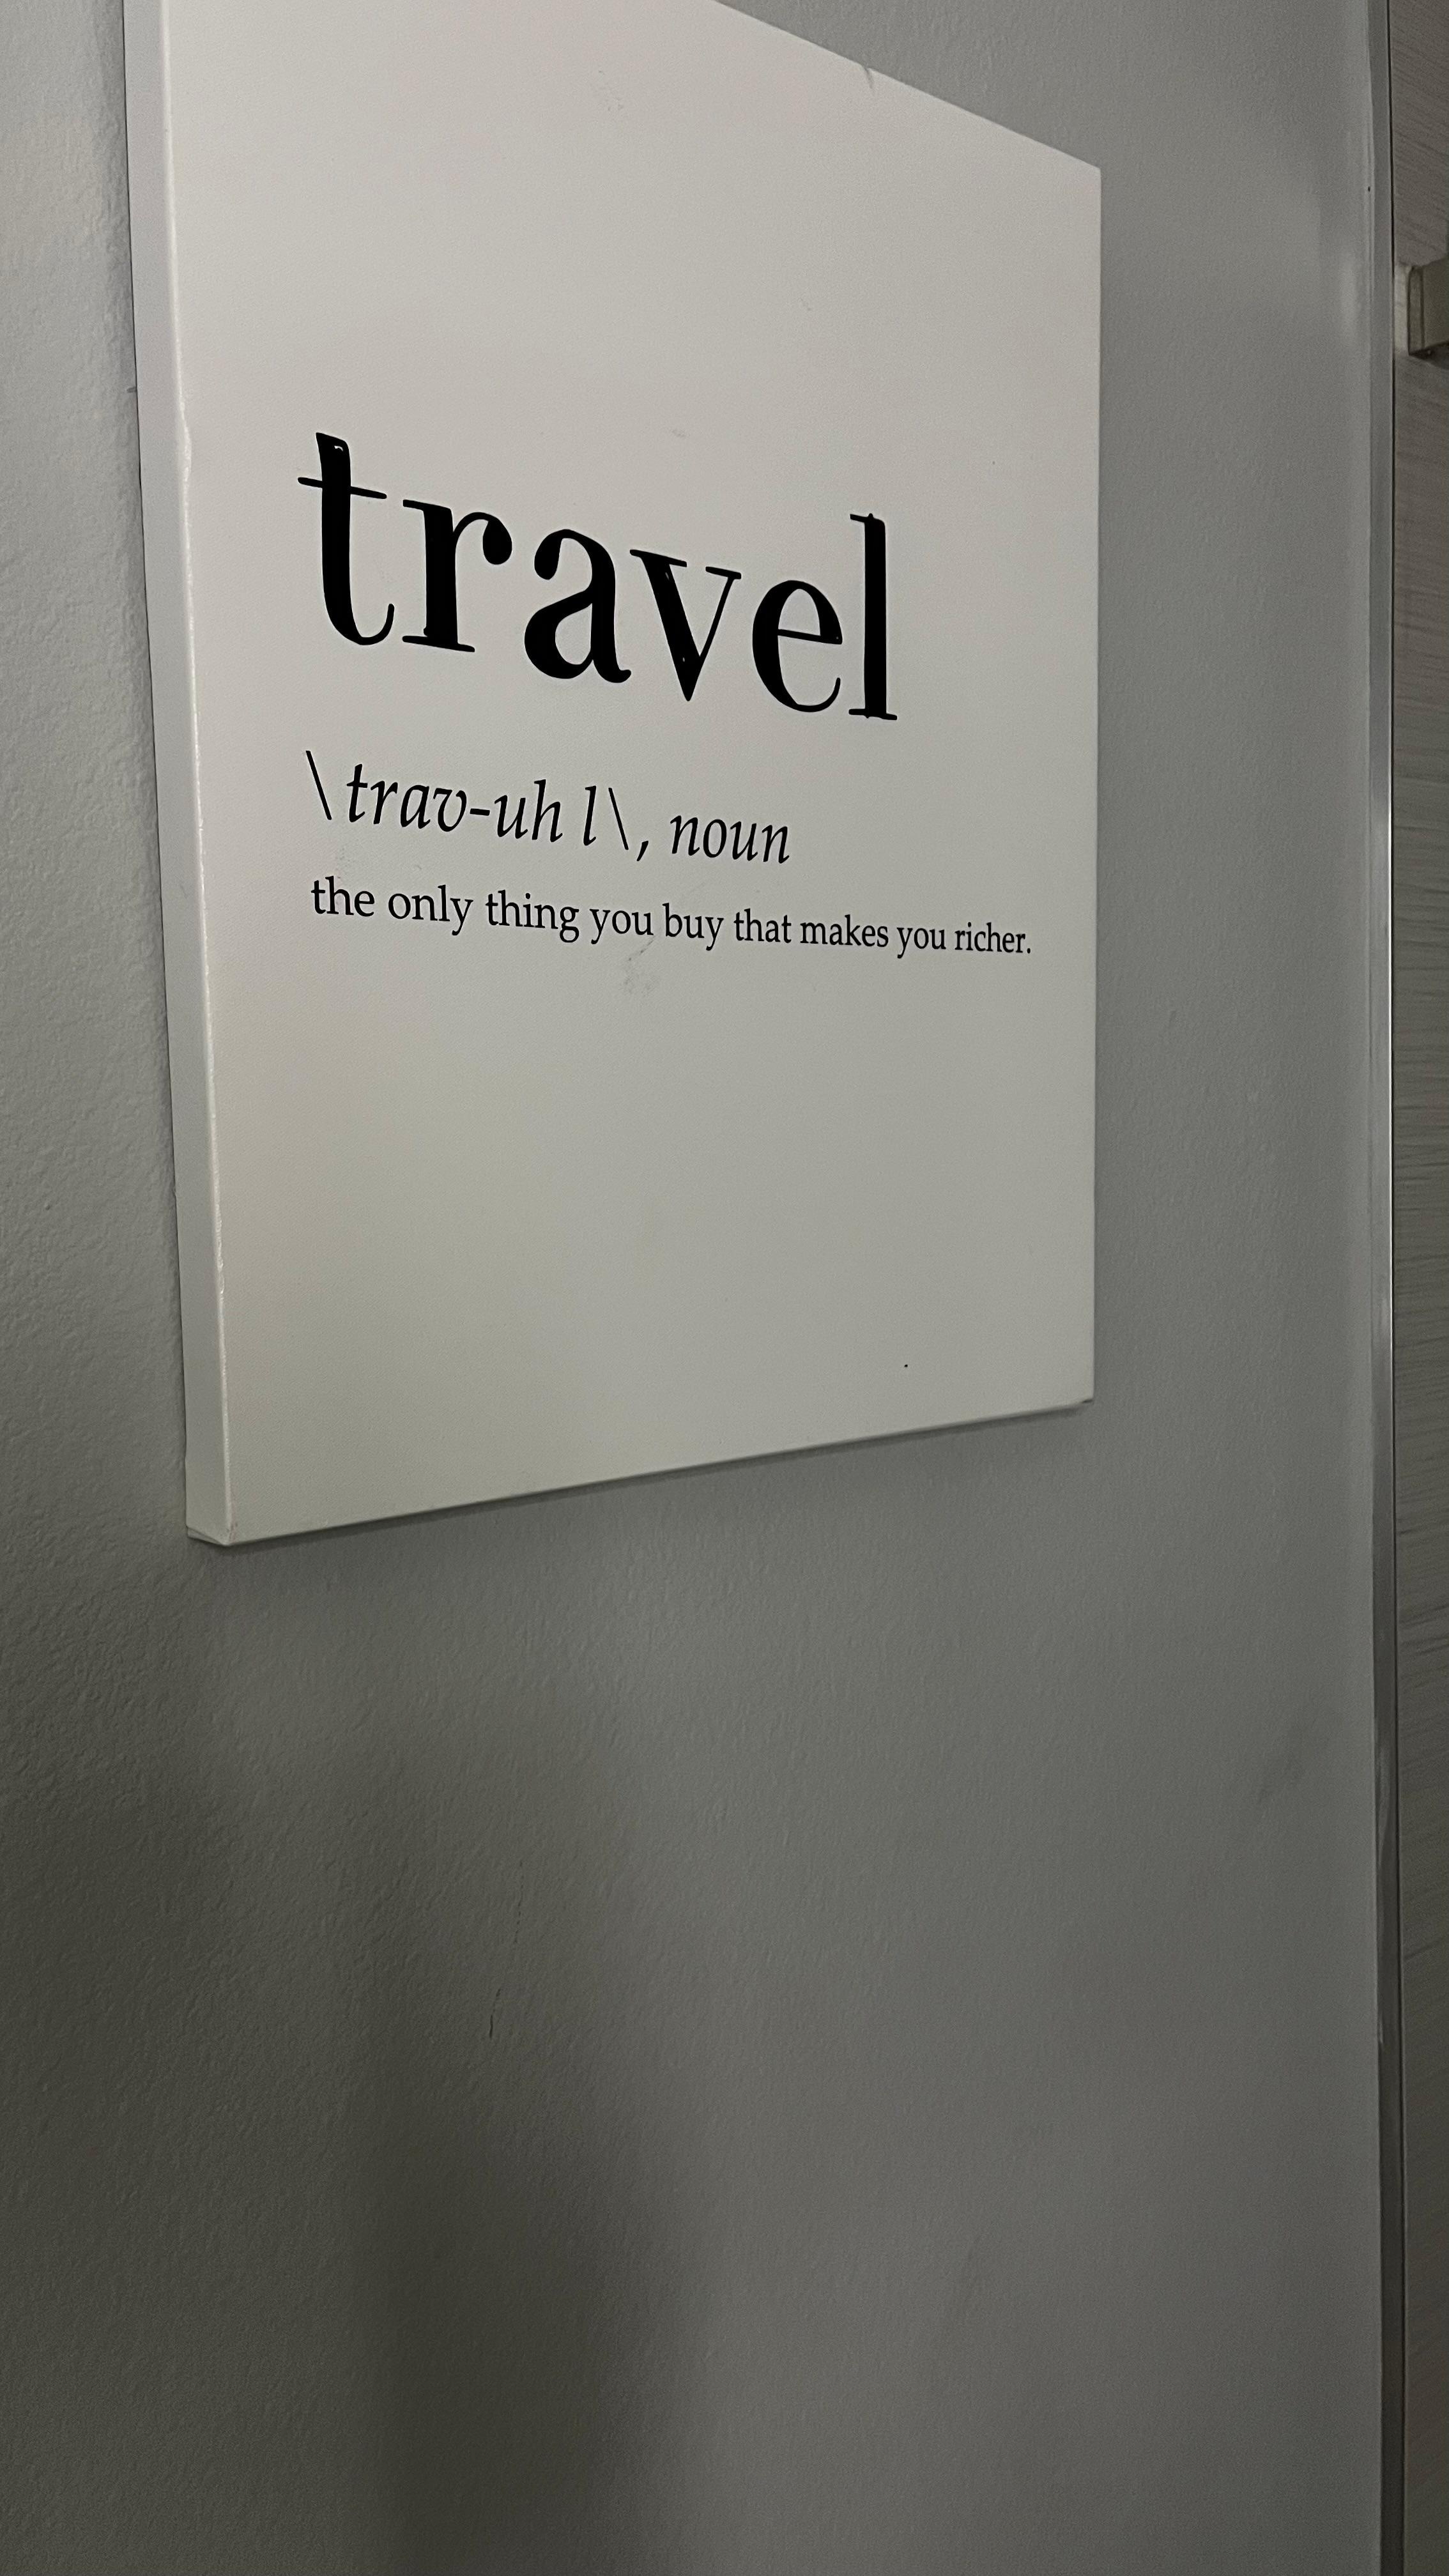 travel
\ trav-uh l \, noun
the only thing you buy that makes you richer.